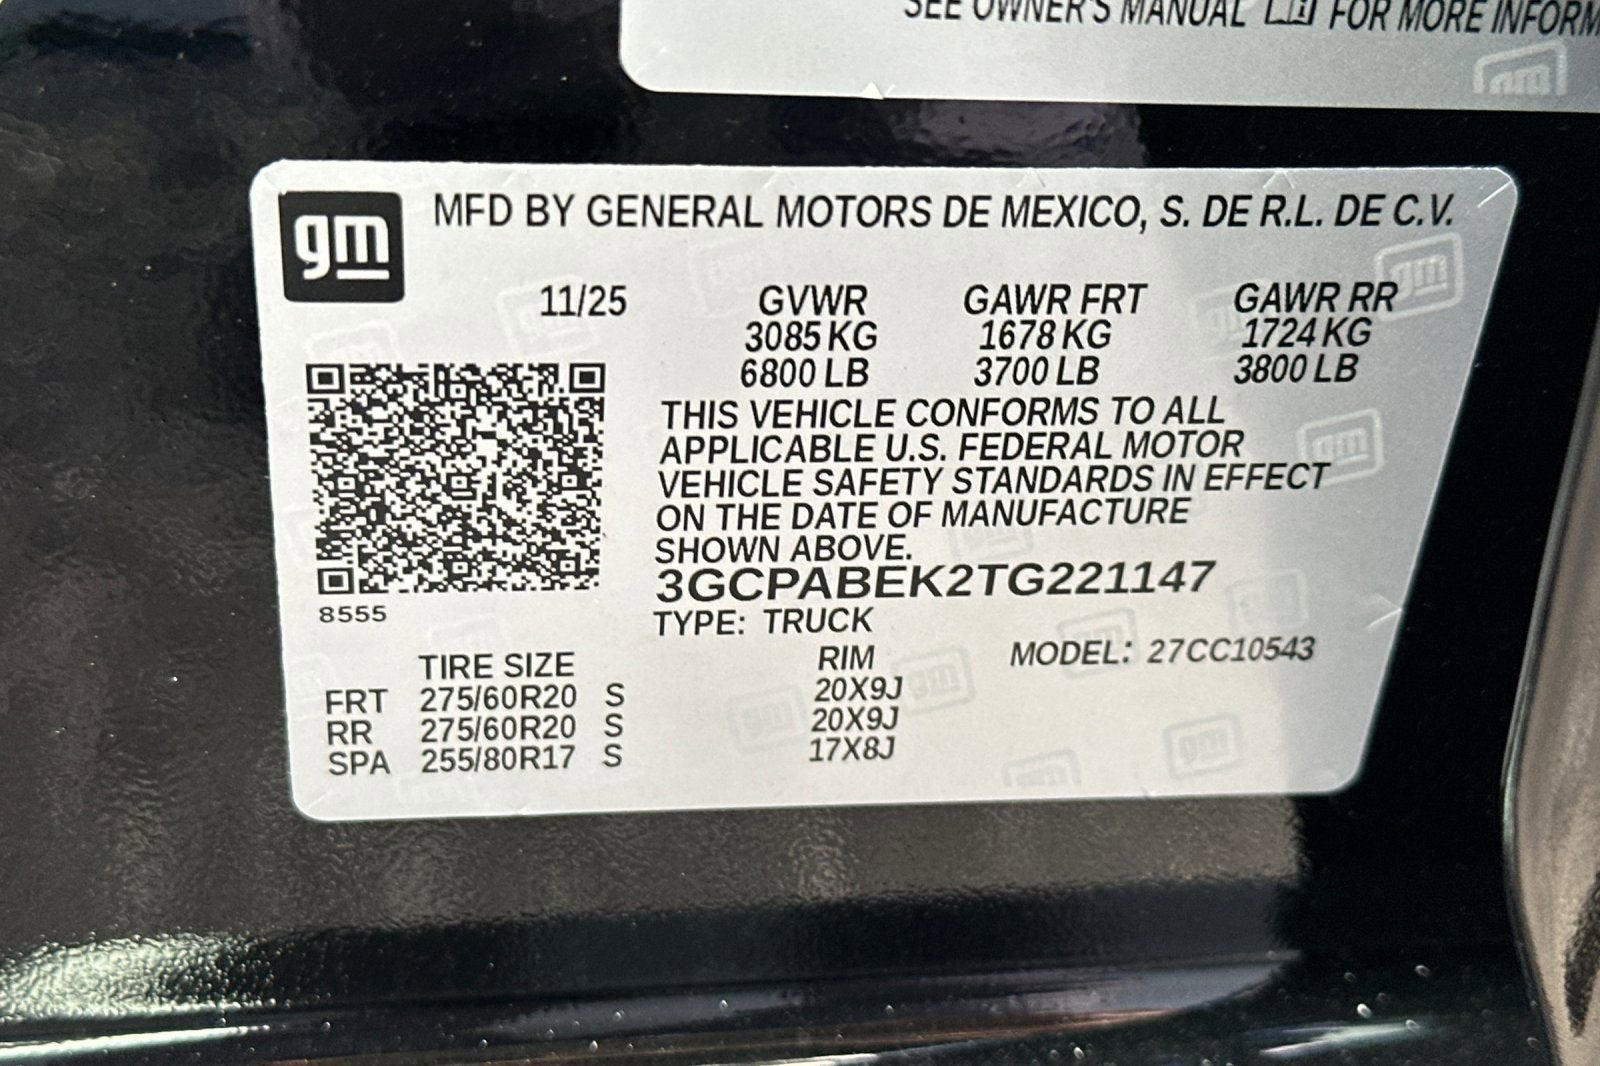 SEE OWNER'S MANUAL FOR MORE INFORM
gm
MFD BY GENERAL MOTORS DE MEXICO, S. DE R.L. DE C.V.
11/25 GVWR GAWR FRT GAWR RR
3085 KG 1678 KG 1724 KG
6800 LB 3700 LB 3800 LB
THIS VEHICLE CONFORMS TO ALL
APPLICABLE U.S. FEDERAL MOTOR
VEHICLE SAFETY STANDARDS IN EFFECT
ON THE DATE OF MANUFACTURE
SHOWN ABOVE.
3GCPABEK2TG221147
8555
TYPE: TRUCK
TIRE SIZE RIM MODEL: 27CC10543
FRT 275/60R20 S 20X9J
RR 275/60R20 S 20X9J
SPA 255/80R17 S 17X8J